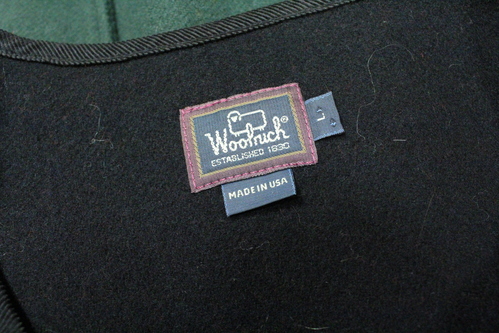 Woolrich®
ESTABLISHED 1830
L
MADE IN USA